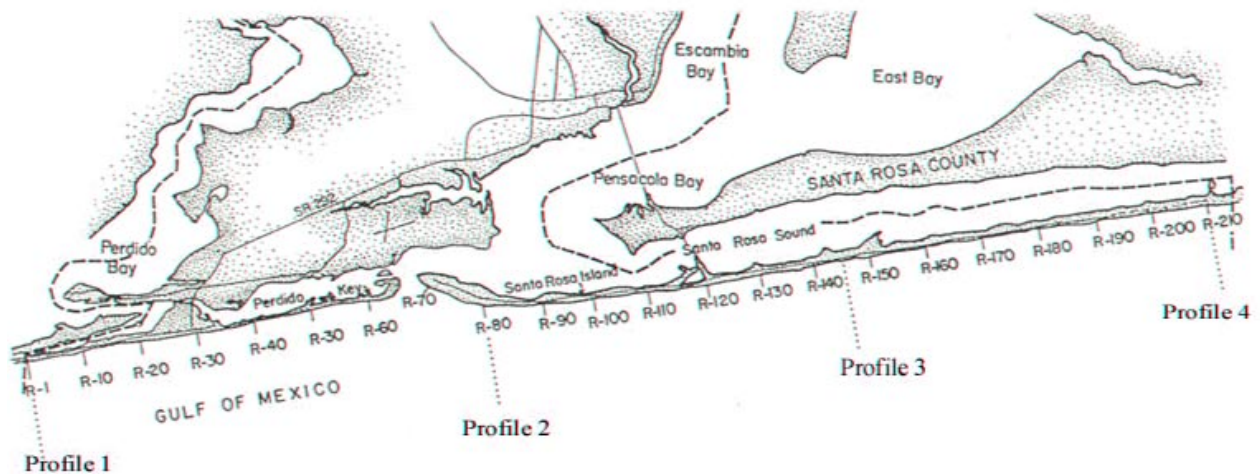 Escambia
Bay
East Bay
SR-292
Pensacola Bay
SANTA ROSA COUNTY
Perdido
Bay
Santa Rosa Sound
Santa Rosa Island
Perdido Key
R-1
R-10
R-20
R-30
R-40
R-30
R-60
R-70
R-80
R-90
R-100
R-110
R-120
R-130
R-140
R-150
R-160
R-170
R-180
R-190
R-200
R-210
GULF OF MEXICO
Profile 1
Profile 2
Profile 3
Profile 4